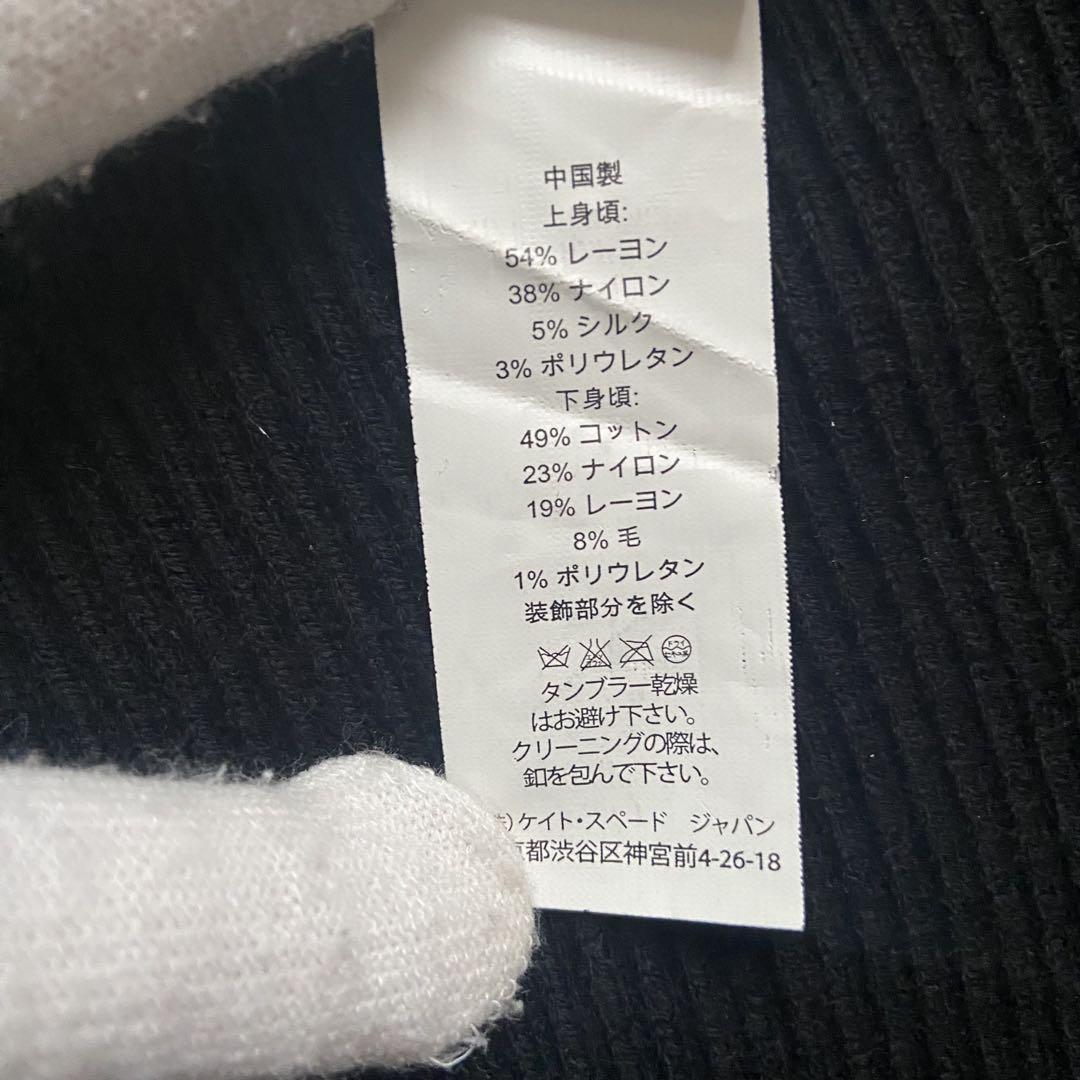 中国製
上身頃:
54% レーヨン
38% ナイロン
5% シルク
3% ポリウレタン
下身頃:
49% コットン
23% ナイロン
19% レーヨン
8% 毛
1% ポリウレタン
装飾部分を除く
ドライ
タンブラー乾燥
はお避け下さい。
クリーニングの際は、
釦を包んで下さい。
)ケイト・スペード ジャパン
都渋谷区神宮前4-26-18